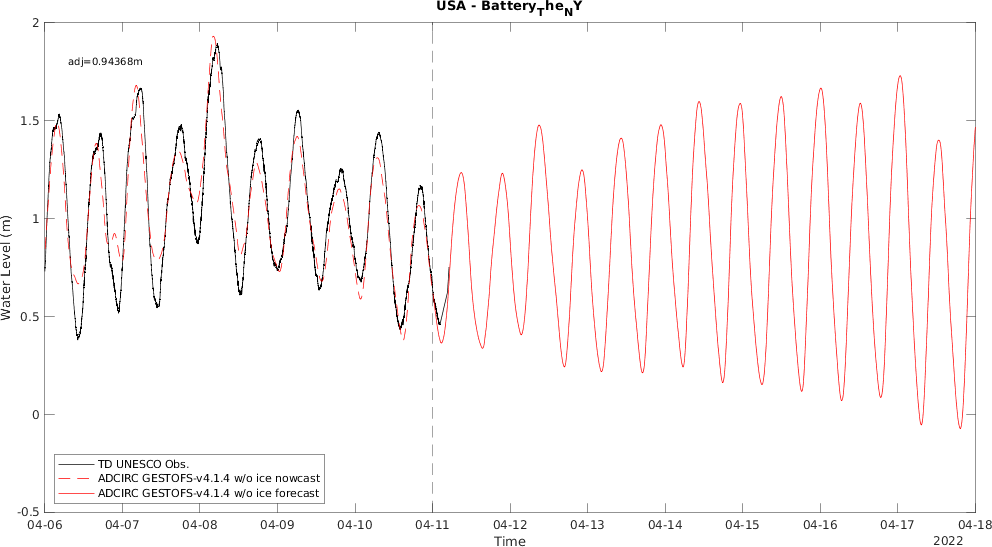 USA - Battery_The_NY
2
adj=0.94368m
1.5
1
Water Level (m)
0.5
0
TD UNESCO Obs.
ADCIRC GESTOFS-v4.1.4 w/o ice nowcast
ADCIRC GESTOFS-v4.1.4 w/o ice forecast
-0.5
04-06 04-07 04-08 04-09 04-10 04-11 04-12 04-13 04-14 04-15 04-16 04-17 04-18
Time
2022